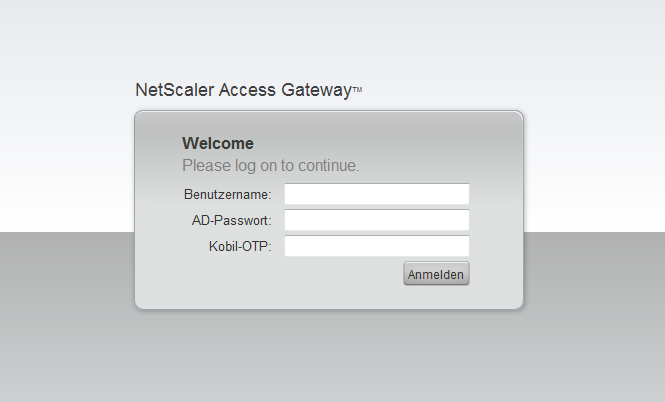 NetScaler Access Gateway™
Welcome
Please log on to continue.
Benutzername:
AD-Passwort:
Kobil-OTP:
Anmelden